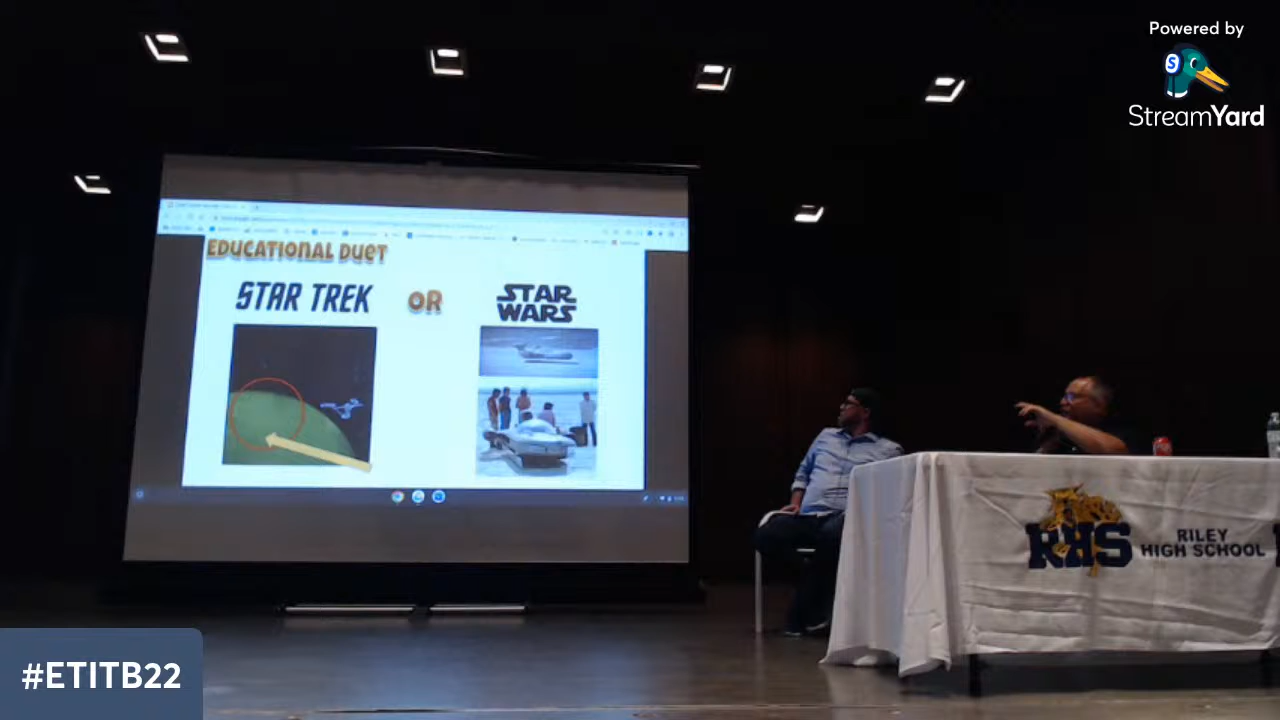 Powered by
S
StreamYard
EDUCATIONAL DUET
STAR TREK
OR
STAR
WARS
RHS
RILEY
HIGH SCHOOL
#ETITB22